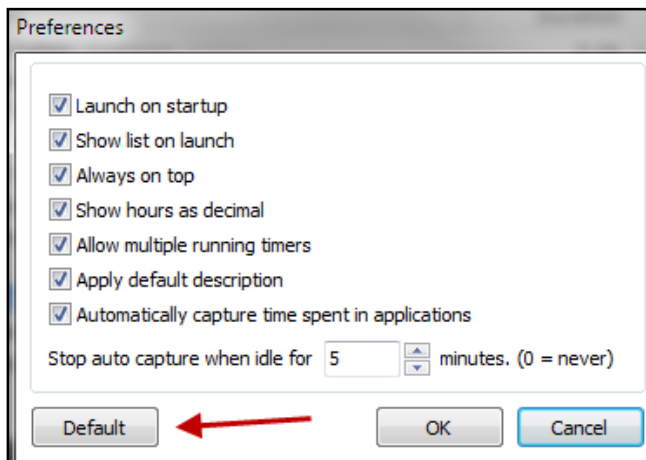 Preferences
Launch on startup
Show list on launch
Always on top
Show hours as decimal
Allow multiple running timers
Apply default description
Automatically capture time spent in applications
Stop auto capture when idle for 5 minutes. (0 = never)
Default OK Cancel